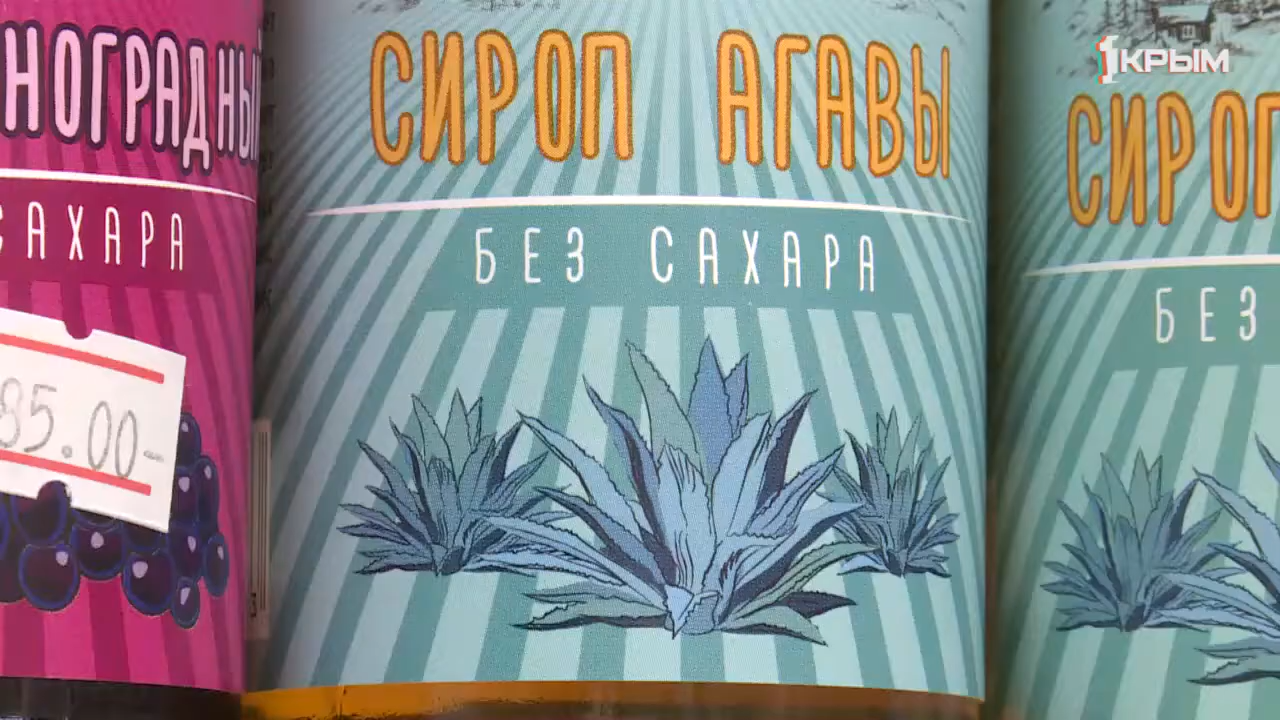 НОГРАДНЫЙ
САХАРА
85.00-
СИРОП АГАВЫ
БЕЗ САХАРА
1КРЫМ
СИРОП
БЕЗ